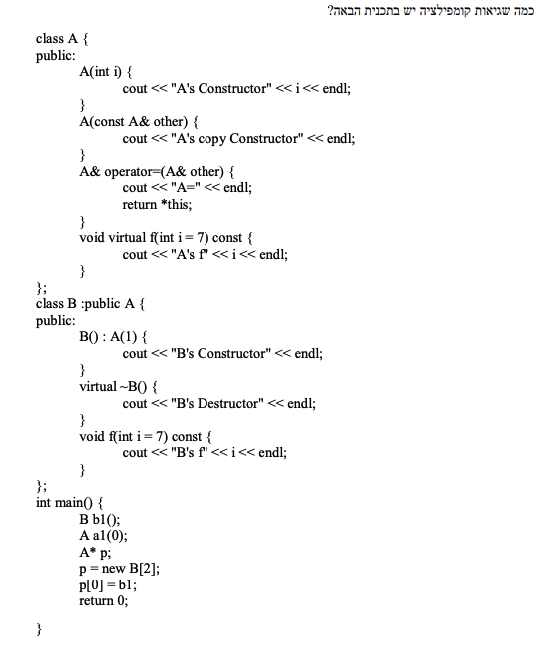 כמה שגיאות קומפילציה יש בתכנית הבאה?
class A {
public:
A(int i) {
cout << "A's Constructor" << i << endl;
}
A(const A& other) {
cout << "A's copy Constructor" << endl;
}
A& operator=(A& other) {
cout << "A=" << endl;
return *this;
}
void virtual f(int i = 7) const {
cout << "A's f" << i << endl;
}
};
class B :public A {
public:
B() : A(1) {
cout << "B's Constructor" << endl;
}
virtual ~B() {
cout << "B's Destructor" << endl;
}
void f(int i = 7) const {
cout << "B's f" << i << endl;
}
};
int main() {
B b1();
A a1(0);
A* p;
p = new B[2];
p[0] = b1;
return 0;
}